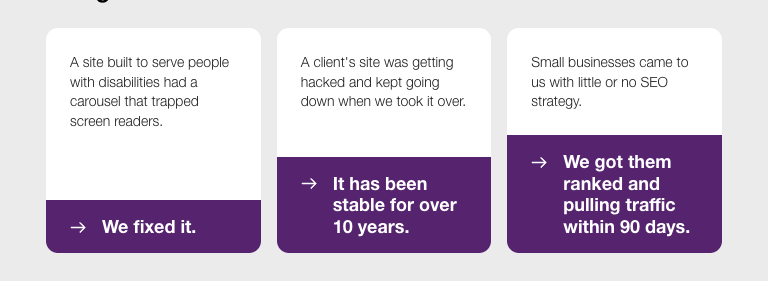 A site built to serve people
with disabilities had a
carousel that trapped
screen readers.
→ We fixed it.
A client's site was getting
hacked and kept going
down when we took it over.
→ It has been
stable for over
10 years.
Small businesses came to
us with little or no SEO
strategy.
→ We got them
ranked and
pulling traffic
within 90 days.